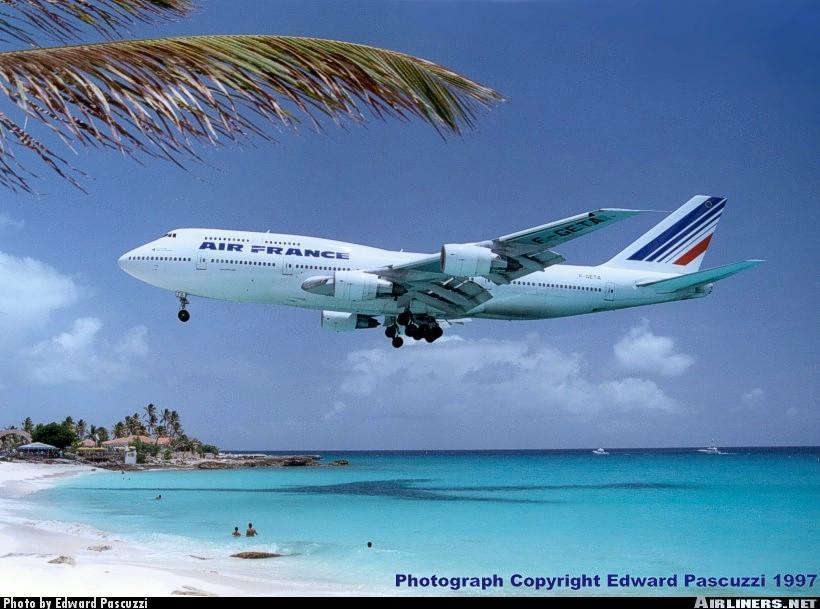 F-GETA
AIR FRANCE
F-GETA
Photograph Copyright Edward Pascuzzi 1997
Photo by Edward Pascuzzi
AIRLINERS.NET